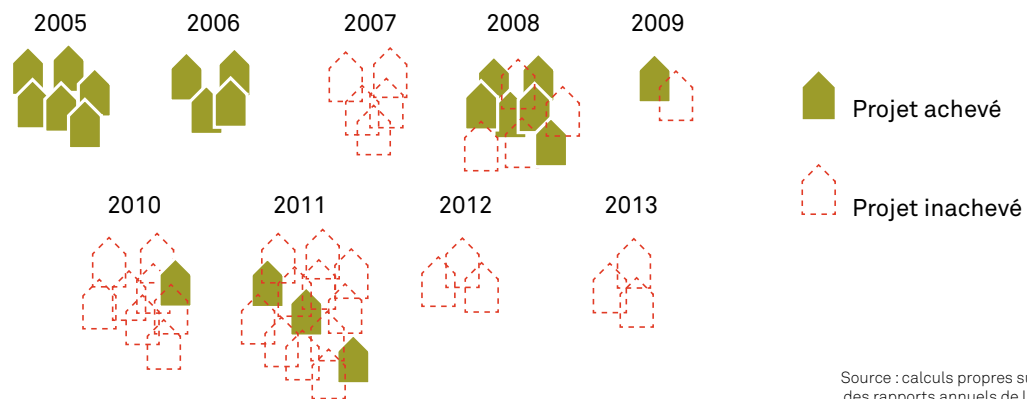 2005 2006 2007 2008 2009
Projet achevé
Projet inachevé
2010 2011 2012 2013
Source : calculs propres
des rapports annuels de